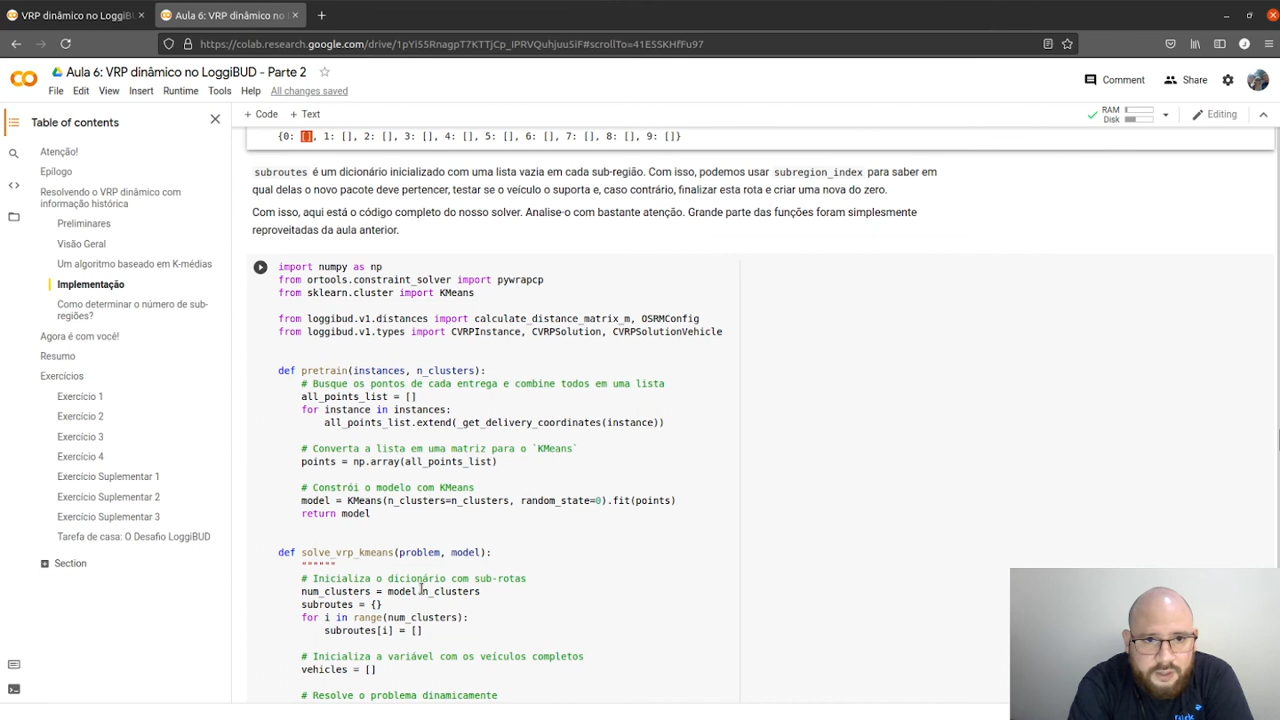 VRP dinâmico no LoggiBU
Aula 6: VRP dinâmico no
https://colab.research.google.com/drive/1pYi55RnagpT7KTTjCp_IPRVQuhjuu5iF#scrollTo=41E5SKHfFu97
Aula 6: VRP dinâmico no LoggiBUD - Parte 2
Comment
Share
File Edit View Insert Runtime Tools Help All changes saved
Table of contents
+ Code + Text
RAM
Disk
Editing
Atenção!
Epílogo
Resolvendo o VRP dinâmico com
informação histórica
Preliminares
Visão Geral
Um algoritmo baseado em K-médias
Implementação
Como determinar o número de sub-
regiões?
Agora é com você!
Resumo
Exercícios
Exercício 1
Exercício 2
Exercício 3
Exercício 4
Exercício Suplementar 1
Exercício Suplementar 2
Exercício Suplementar 3
Tarefa de casa: O Desafio LoggiBUD
Section
{0: [], 1: [], 2: [], 3: [], 4: [], 5: [], 6: [], 7: [], 8: [], 9: []}
subroutes é um dicionário inicializado com uma lista vazia em cada sub-região. Com isso, podemos usar subregion_index para saber em
qual delas o novo pacote deve pertencer, testar se o veículo o suporta e, caso contrário, finalizar esta rota e criar uma nova do zero.
Com isso, aqui está o código completo do nosso solver. Analise-o com bastante atenção. Grande parte das funções foram simplesmente
reproveitadas da aula anterior.
import numpy as np
from ortools.constraint_solver import pywrapcp
from sklearn.cluster import KMeans
from loggibud.v1.distances import calculate_distance_matrix_m, OSRMConfig
from loggibud.v1.types import CVRPInstance, CVRPSolution, CVRPSolutionVehicle
def pretrain(instances, n_clusters):
# Busque os pontos de cada entrega e combine todos em uma lista
all_points_list = []
for instance in instances:
all_points_list.extend(_get_delivery_coordinates(instance))
# Converta a lista em uma matriz para o `KMeans`
points = np.array(all_points_list)
# Constrói o modelo com KMeans
model = KMeans(n_clusters=n_clusters, random_state=0).fit(points)
return model
def solve_vrp_kmeans(problem, model):
""""""
# Inicializa o dicionário com sub-rotas
num_clusters = model.n_clusters
subroutes = {}
for i in range(num_clusters):
subroutes[i] = []
# Inicializa a variável com os veículos completos
vehicles = []
# Resolve o problema dinamicamente